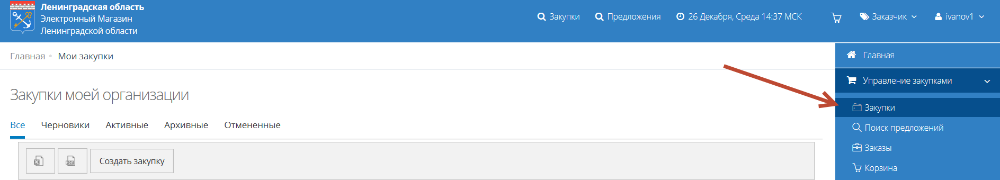 Ленинградская область
Электронный Магазин
Ленинградской области
Закупки
Предложения
26 Декабря, Среда 14:37 МСК
Заказчик
ivanov1
Главная
Мои закупки
Закупки моей организации
Все
Черновики
Активные
Архивные
Отмененные
Создать закупку
Главная
Управление закупками
Закупки
Поиск предложений
Заказы
Корзина